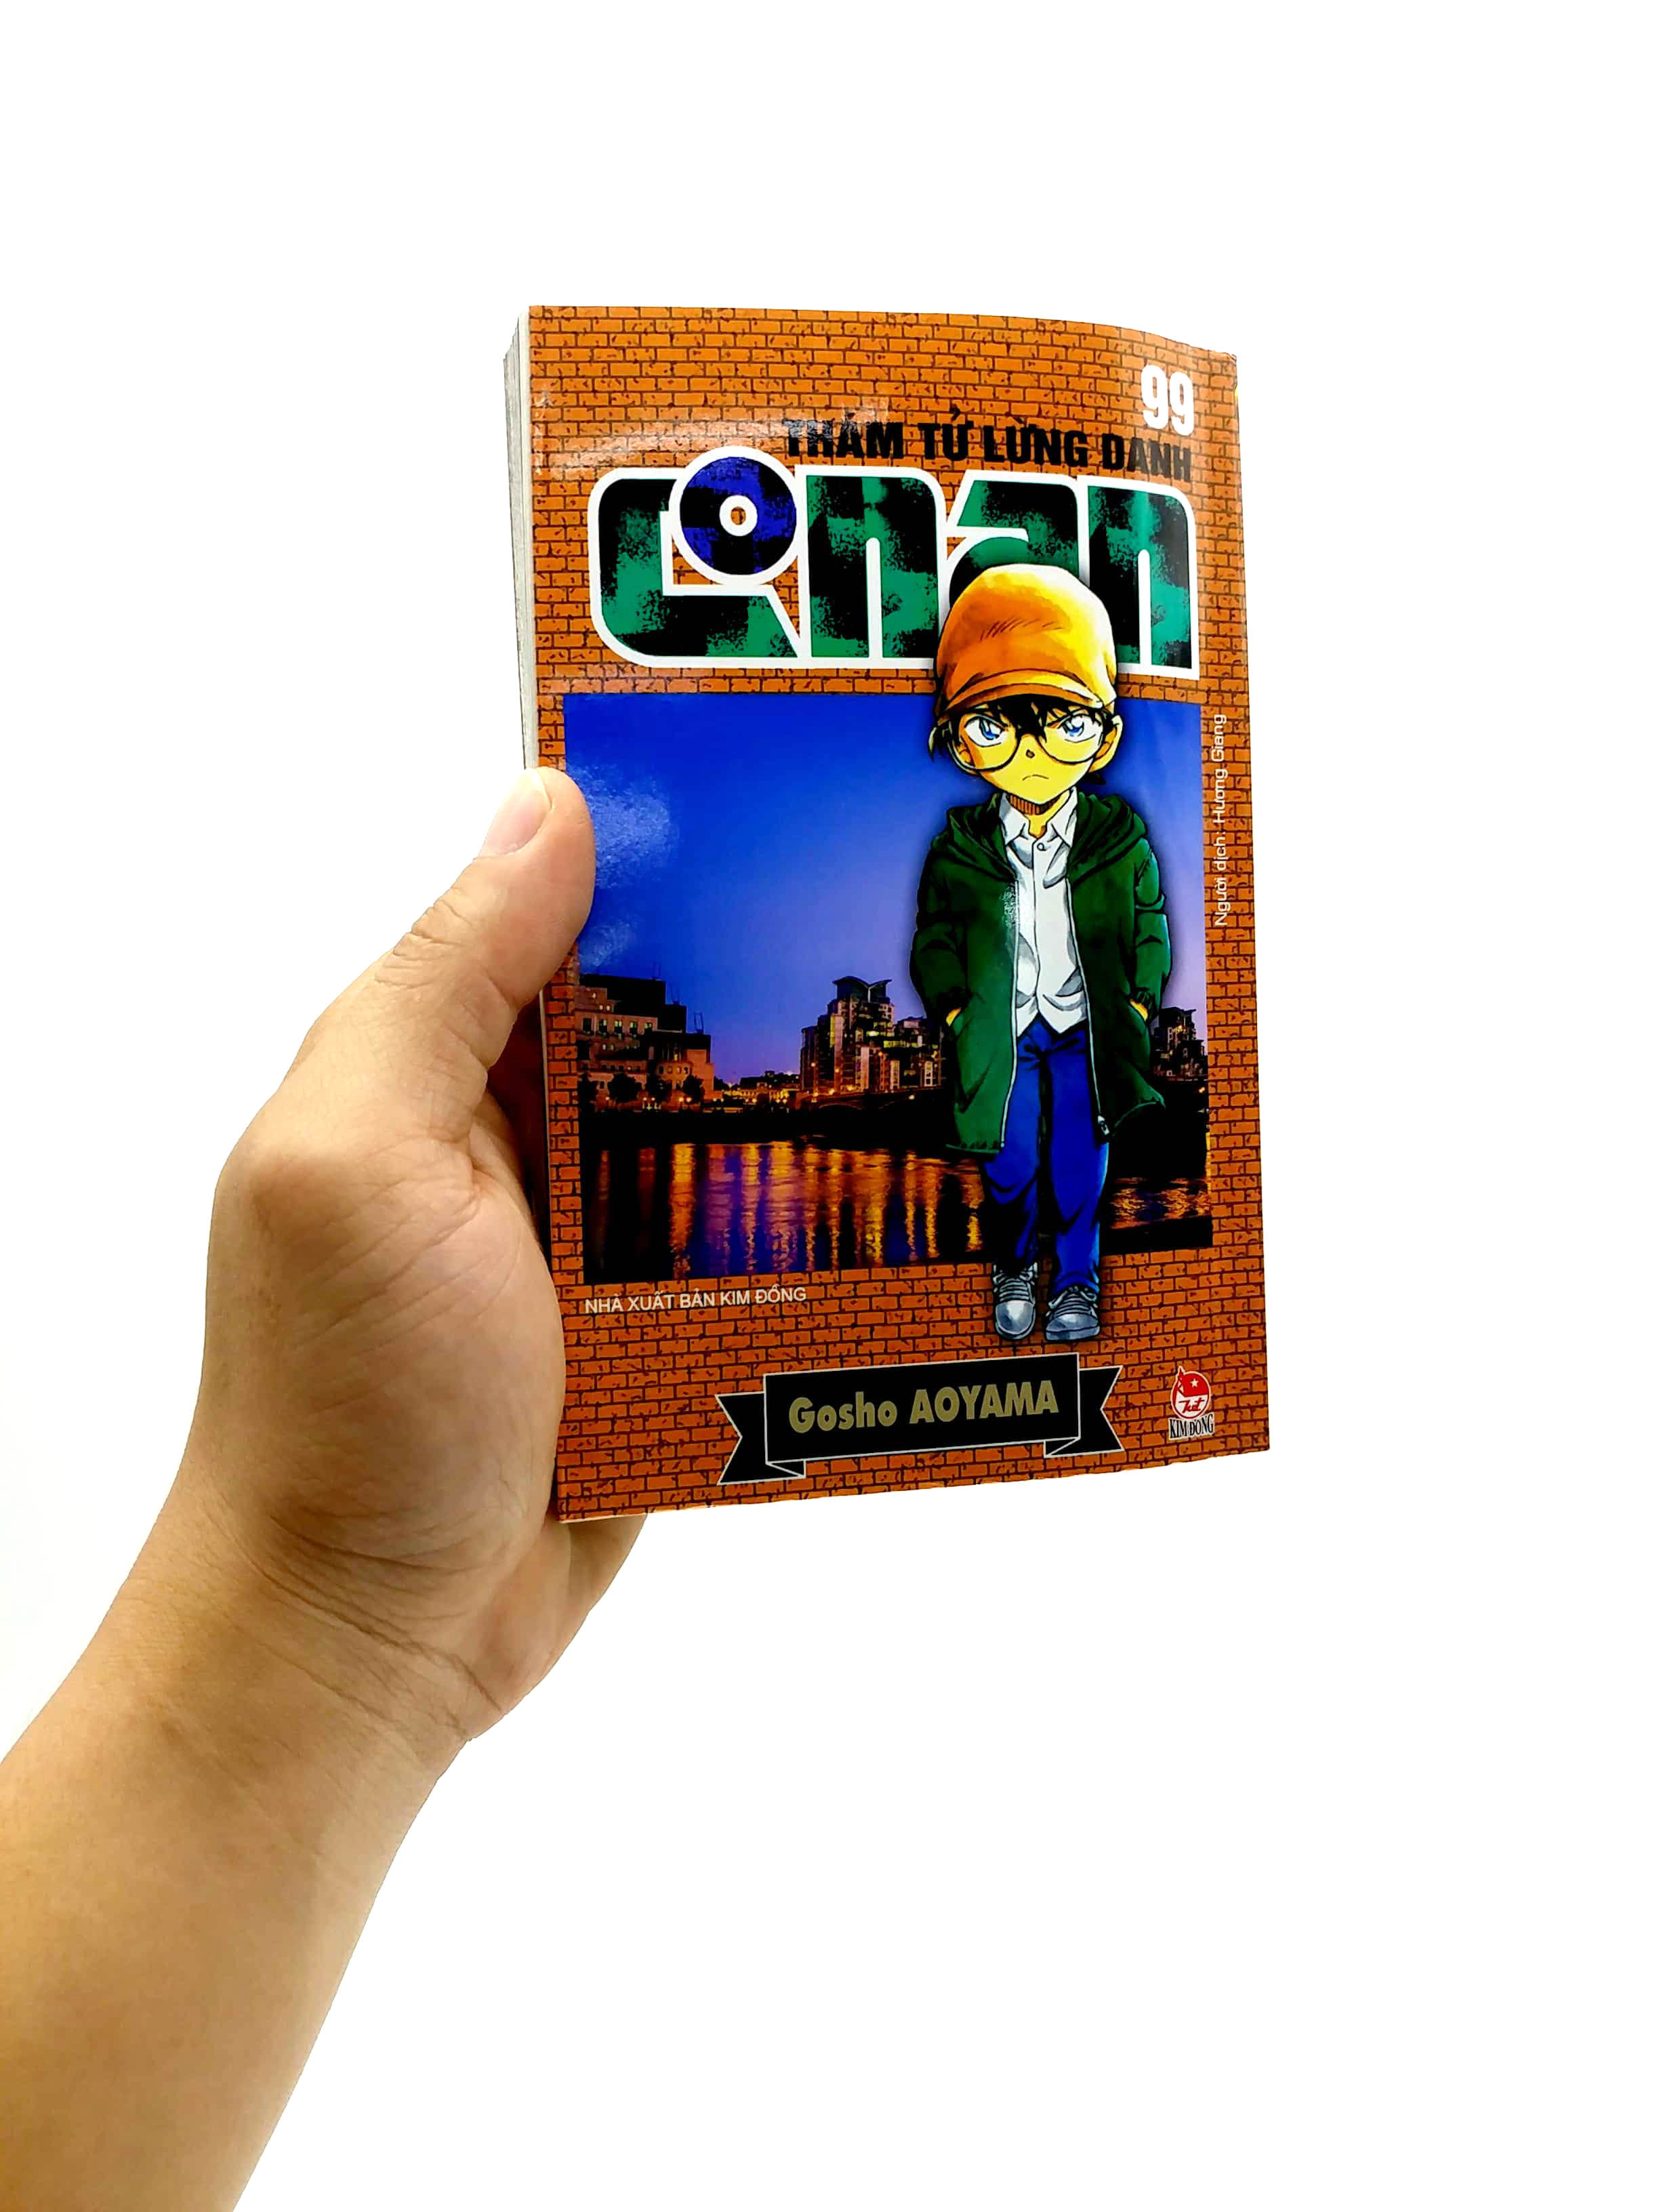 99
THÁM TỬ LỪNG DANH
conan
Người dịch: Hương Giang
NHÀ XUẤT BẢN KIM ĐỒNG
Gosho AOYAMA
KIM ĐỒNG